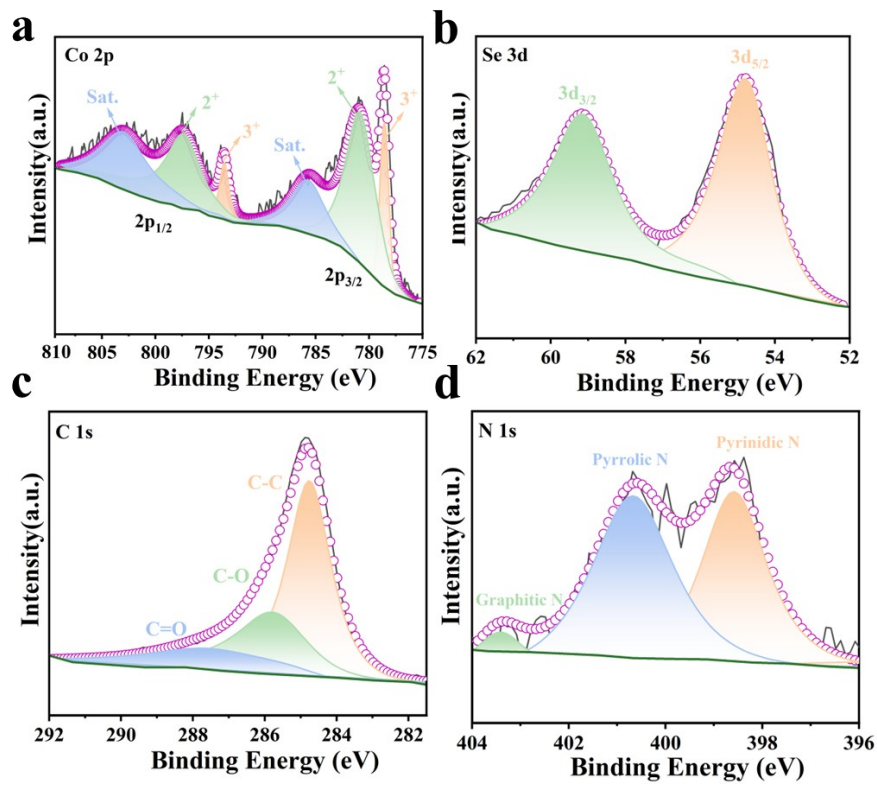 a
Co 2p
Sat.
2+
3+
Sat.
2+
3+
2p1/2
2p3/2
Intensity(a.u.)
810 805 800 795 790 785 780 775
Binding Energy (eV)
b
Se 3d
3d3/2
3d5/2
Intensity(a.u.)
62 60 58 56 54 52
Binding Energy (eV)
c
C 1s
C-C
C-O
C=O
Intensity(a.u.)
292 290 288 286 284 282
Binding Energy (eV)
d
N 1s
Pyrrolic N
Pyrinidic N
Graphitic N
Intensity(a.u.)
404 402 400 398 396
Binding Energy (eV)